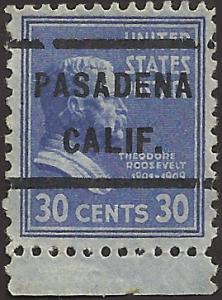 UNITED
STATES
PASADENA
CALIF.
THEODORE
ROOSEVELT
1901-1909
30 CENTS 30